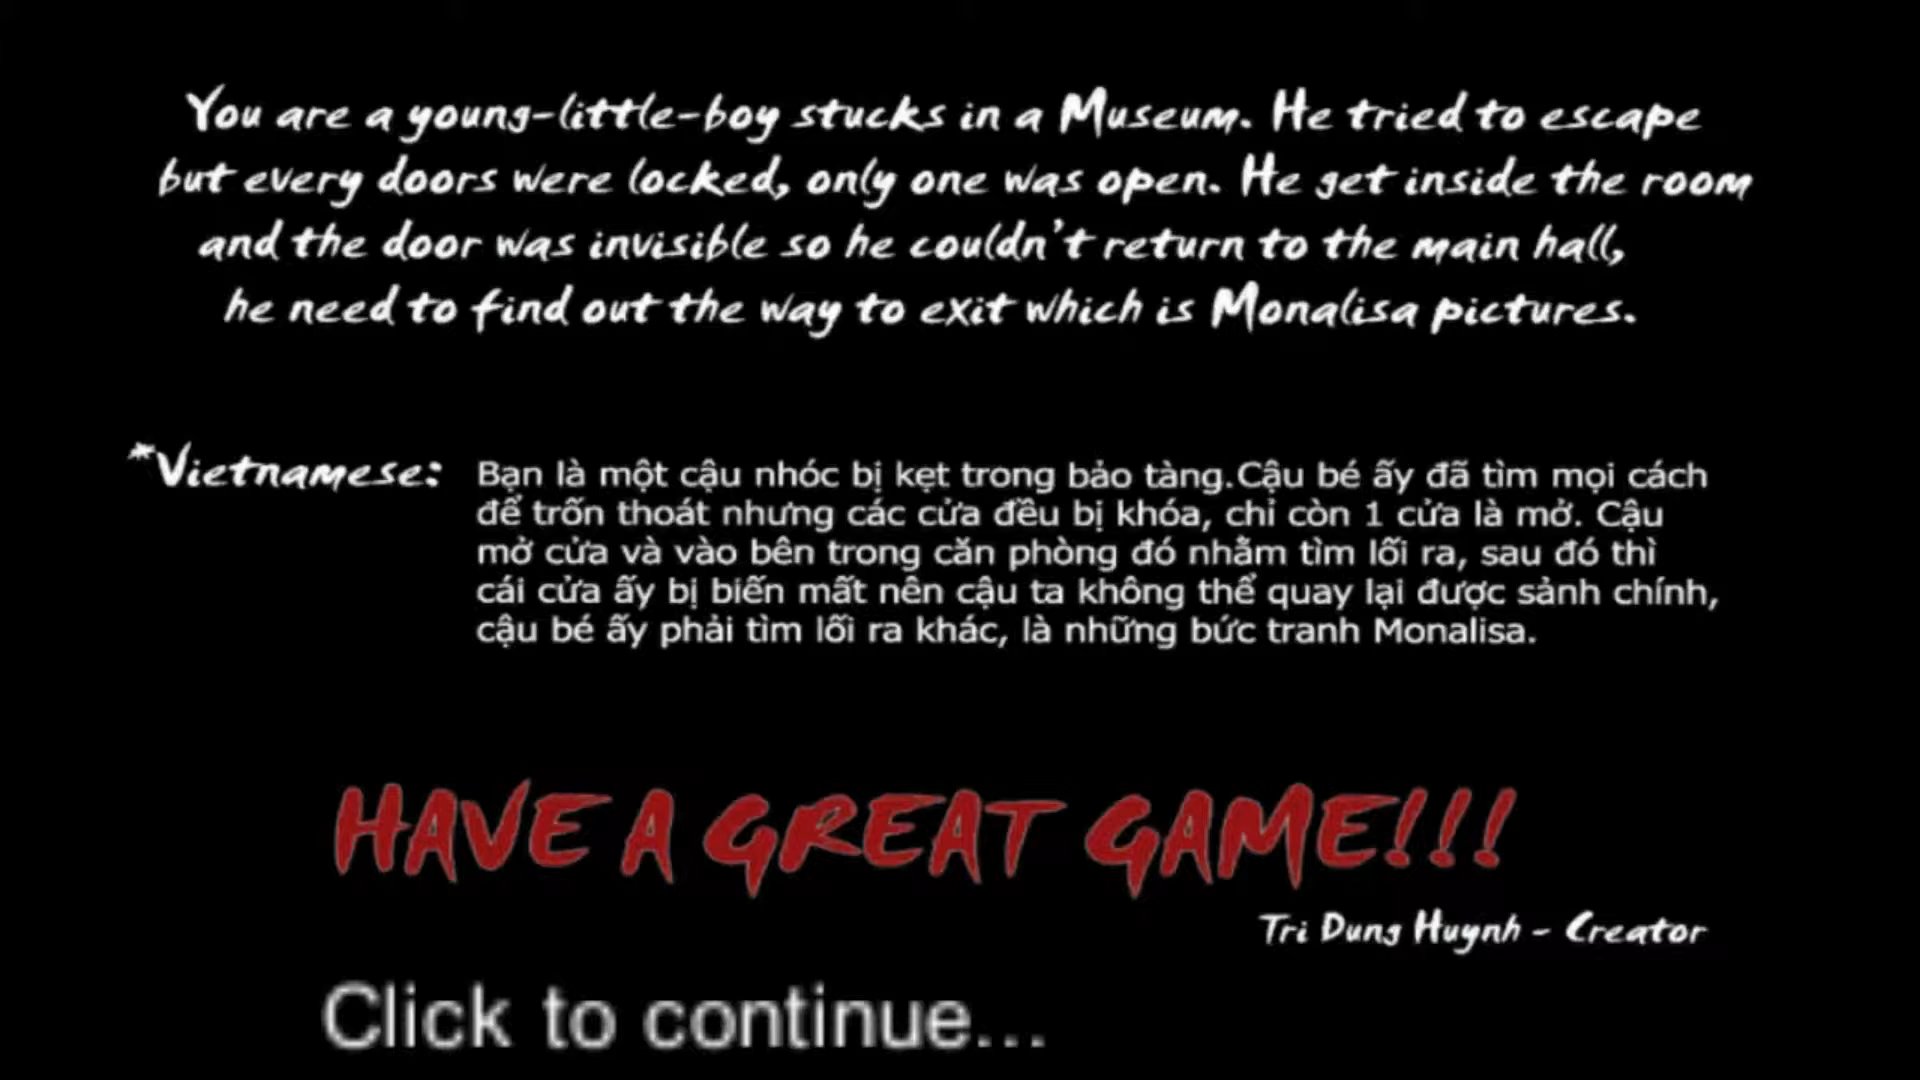 You are a young-little-boy stucks in a Museum. He tried to escape
but every doors were locked, only one was open. He get inside the room
and the door was invisible so he couldn't return to the main hall,
he need to find out the way to exit which is Monalisa pictures.
*Vietnamese: Bạn là một cậu nhóc bị kẹt trong bảo tàng.Cậu bé ấy đã tìm mọi cách
để trốn thoát nhưng các cửa đều bị khóa, chỉ còn 1 cửa là mở. Cậu
mở cửa và vào bên trong căn phòng đó nhằm tìm lối ra, sau đó thì
cái cửa ấy bị biến mất nên cậu ta không thể quay lại được sảnh chính,
cậu bé ấy phải tìm lối ra khác, là những bức tranh Monalisa.
HAVE A GREAT GAME!!!
Tri Dung Huynh - Creator
Click to continue...